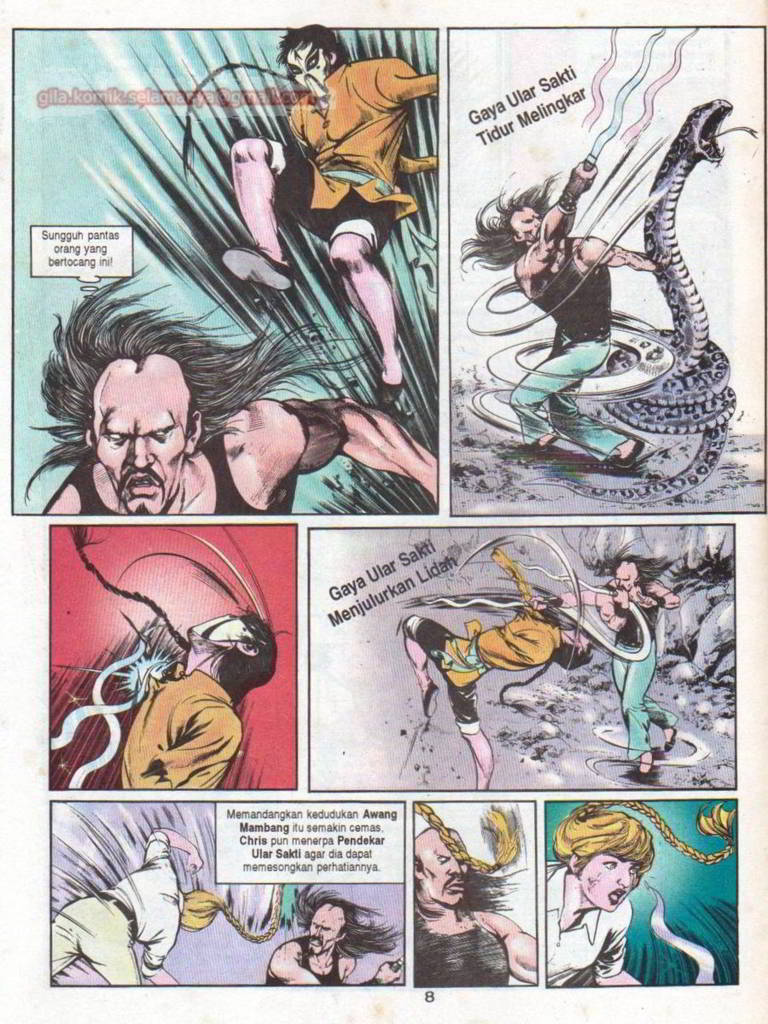 gila.komik.selamanya@gmail.com
Sungguh pantas
orang yang
bertocang ini!
Gaya Ular Sakti
Tidur Melingkar
Gaya Ular Sakti
Menjulurkan Lidah
Memandangkan kedudukan Awang
Mambang itu semakin cemas,
Chris pun menerpa Pendekar
Ular Sakti agar dia dapat
memesongkan perhatiannya.
8